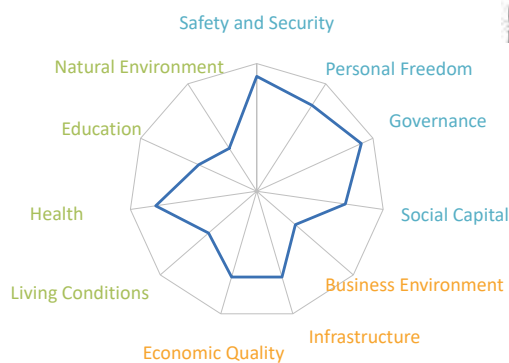 Safety and Security
Natural Environment
Personal Freedom
Education
Governance
Health
Social Capital
Living Conditions
Business Environment
Infrastructure
Economic Quality